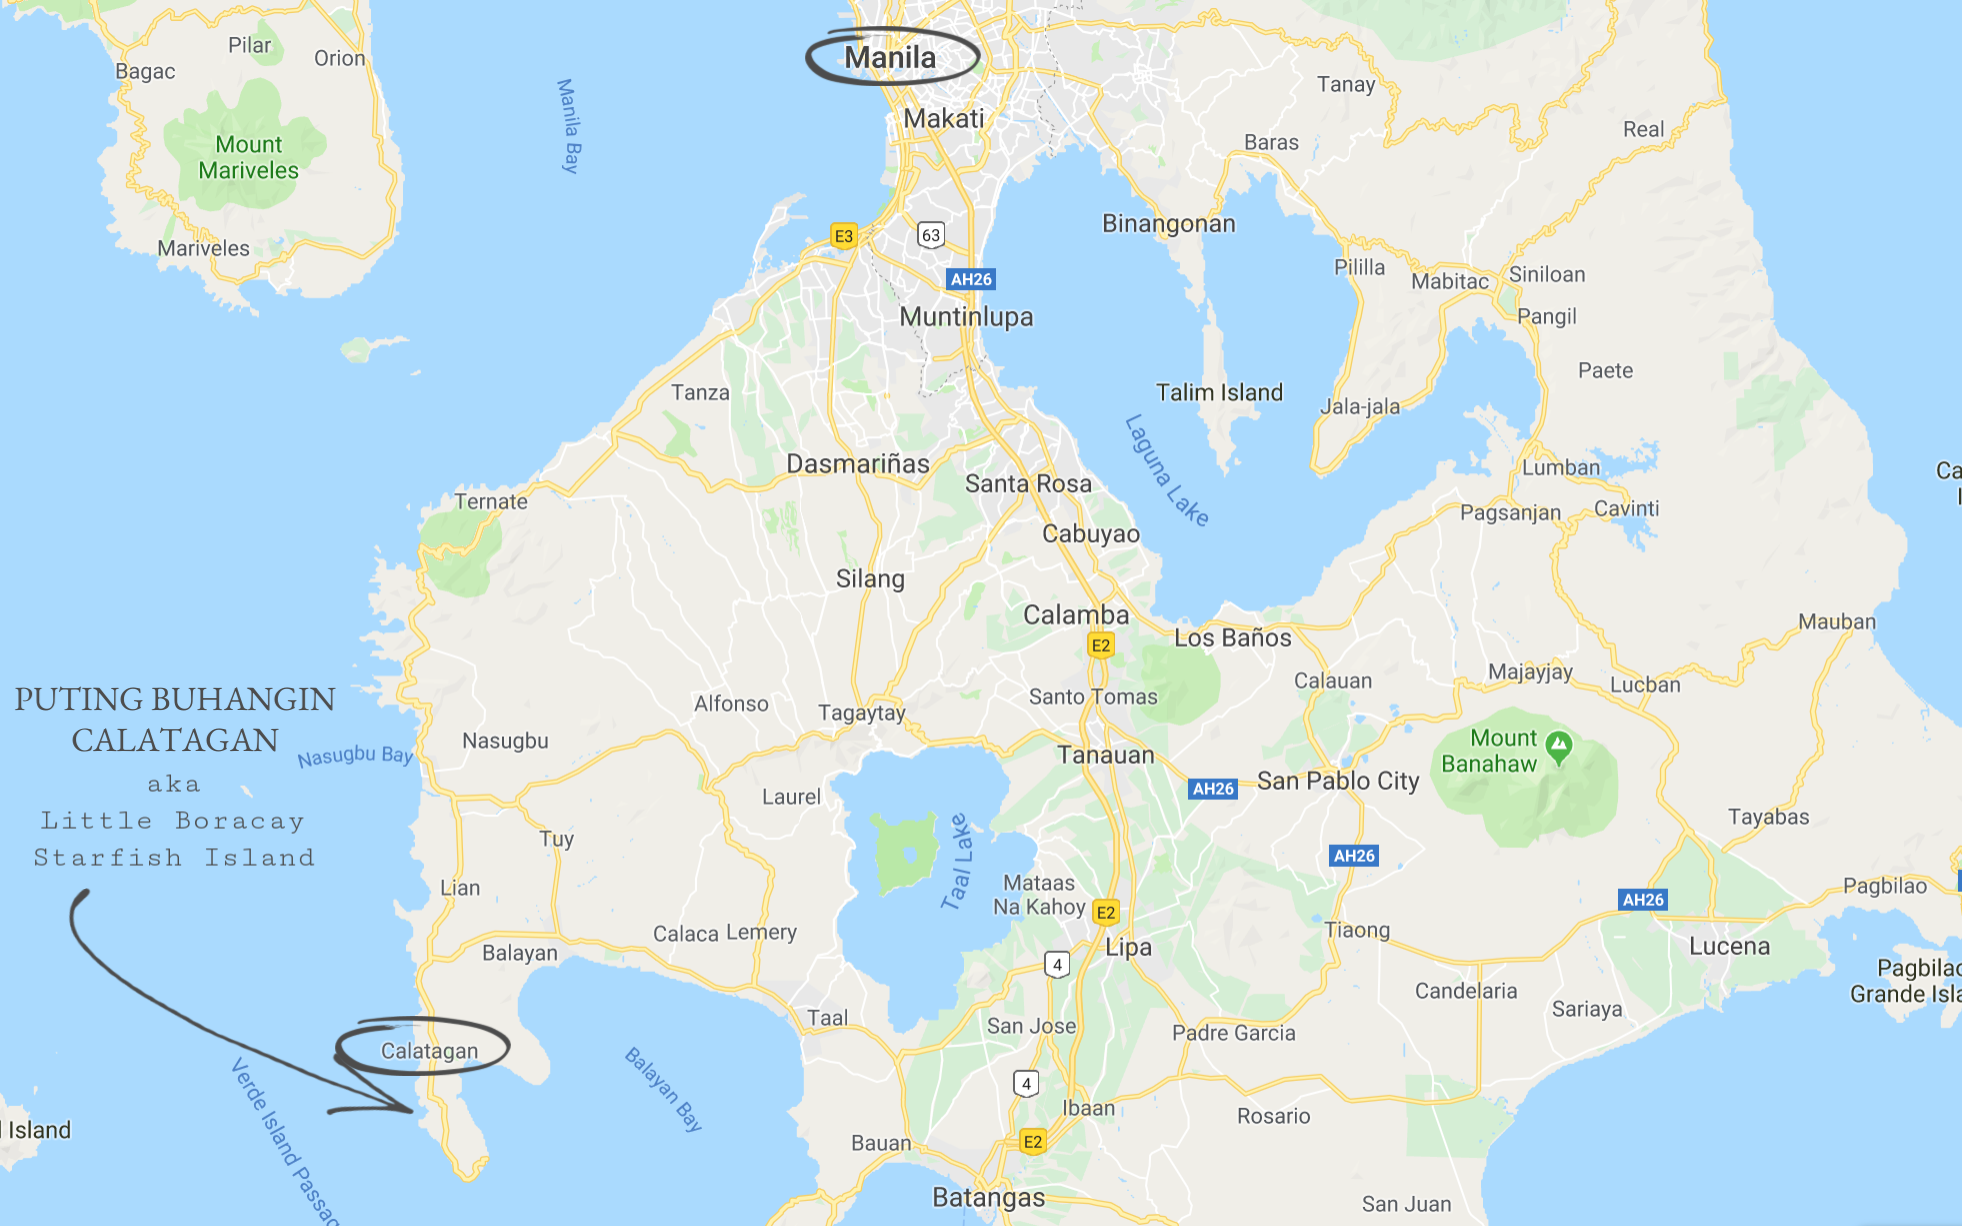 Pilar
Orion
Bagac
Manila
Manila Bay
Tanay
Makati
Real
Baras
Mount
Mariveles
Binangonan
Mariveles
E3
63
AH26
Pililla
Mabitac
Siniloan
Muntinlupa
Pangil
Paete
Tanza
Talim Island
Jala-jala
Laguna Lake
Dasmariñas
Santa Rosa
Lumban
Ternate
Pagsanjan
Cavinti
Cabuyao
Silang
Calamba
E2
Los Baños
Mauban
PUTING BUHANGIN
CALATAGAN
aka
Little Boracay
Starfish Island
Calauan
Majayjay
Lucban
Alfonso
Tagaytay
Santo Tomas
Nasugbu Bay
Nasugbu
Tanauan
Mount
Banahaw
San Pablo City
AH26
Laurel
Tuy
Taal Lake
Tayabas
AH26
Lian
Mataas
Na Kahoy
E2
Pagbilao
AH26
Calaca
Lemery
Balayan
Lipa
Tiaong
Lucena
4
Pagbilao
Grande Isla
Candelaria
Sariaya
Taal
San Jose
Padre Garcia
Calatagan
Balayan Bay
Verde Island Passag
4
Ibaan
Rosario
Island
Bauan
E2
Batangas
San Juan